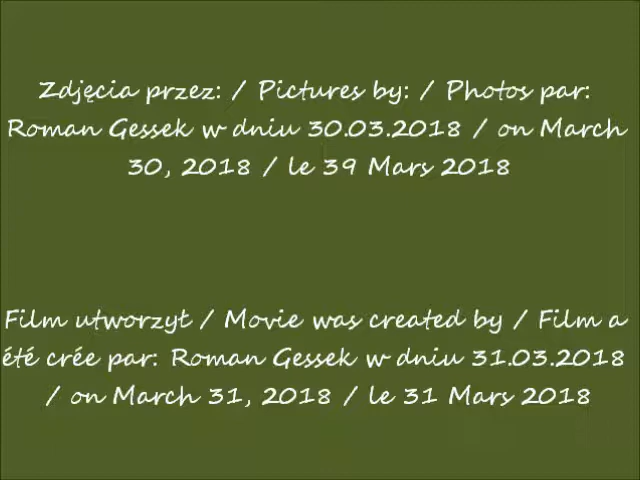 Zdjęcia przez: / Pictures by: / Photos par:
Roman Gessek w dniu 30.03.2018 / on March
30, 2018 / le 39 Mars 2018
Film utworzył / Movie was created by / Film a
été crée par: Roman Gessek w dniu 31.03.2018
/ on March 31, 2018 / le 31 Mars 2018